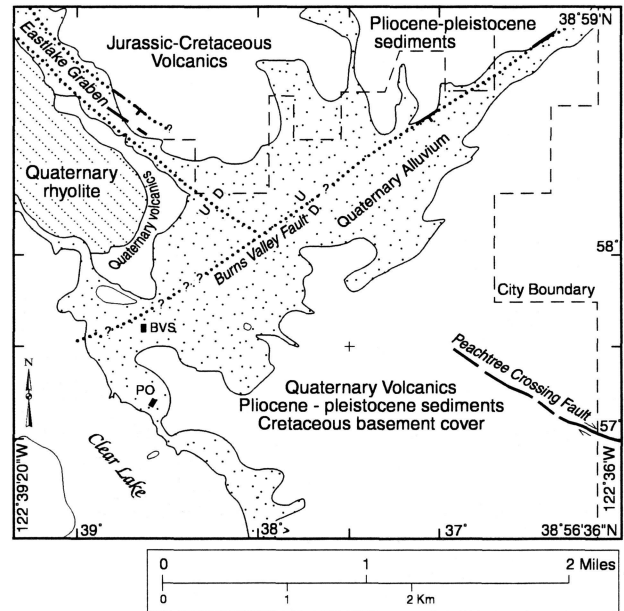 38°59'N
Pliocene-pleistocene
sediments
Jurassic-Cretaceous
Volcanics
Eastlake Graben
?
Quaternary
rhyolite
Quaternary volcanics
U D
U
D
?
Quaternary Alluvium
Burns Valley Fault
58°
City Boundary
?
?
?
?
BVS
N
PO
Peachtree Crossing Fault
Quaternary Volcanics
Pliocene - pleistocene sediments
Cretaceous basement cover
57°
Clear Lake
122°39'20"W
122°36'W
39°
38°
37°
38°56'36"N
0 1 2 Miles
0 1 2 Km